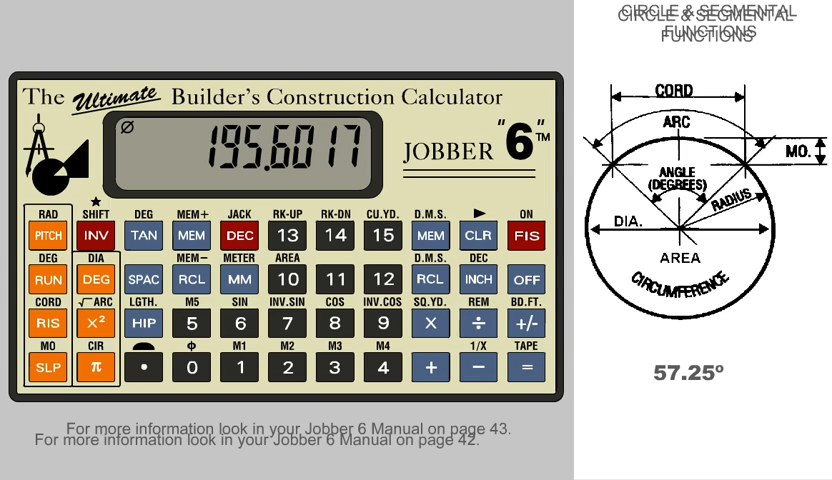 CIRCLE & SEGMENTAL
CIRCLE & SEGMENTAL
FUNCTIONS
FUNCTIONS
The Ultimate Builder's Construction Calculator
Ø 195.6017
JOBBER "6"™
RAD SHIFT DEG MEM+ JACK RK-UP RK-DN CU.YD. D.M.S. ► ON
PITCH INV TAN MEM DEC 13 14 15 MEM CLR FIS
DEG DIA MEM– METER AREA D.M.S. DEC
RUN DEG SPAC RCL MM 10 11 12 RCL INCH OFF
CORD √ARC LGTH. M5 SIN INV.SIN COS INV.COS SQ.YD. REM BD.FT.
RIS X² HIP 5 6 7 8 9 X ÷ +/-
MO CIR Φ M1 M2 M3 M4 1/X TAPE
SLP π • 0 1 2 3 4 + − =
For more information look in your Jobber 6 Manual on page 43.
For more information look in your Jobber 6 Manual on page 42.
CORD
ARC
MO.
ANGLE
(DEGREES)
RADIUS
DIA.
AREA
CIRCUMFERENCE
57.25º